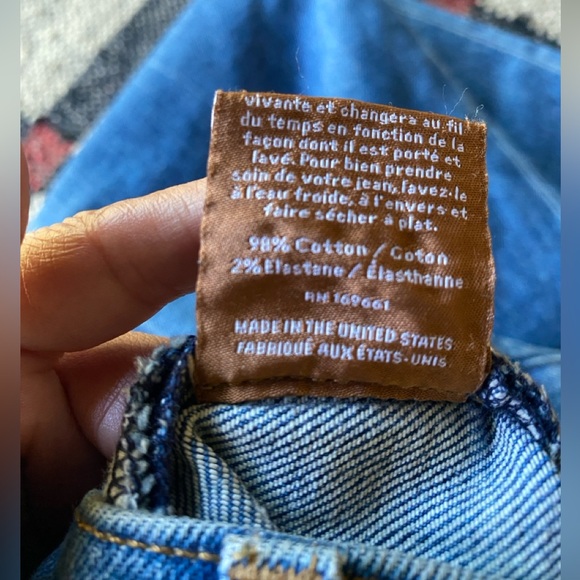 vivante et changera au fil
du temps en fonction de la
façon dont il est porté et
lavé. Pour bien prendre
soin de votre jean, lavez-le
à l'eau froide, à l'envers et
faire sécher à plat.
98% Cotton / Coton
2% Elastane / Élasthanne
RN 169661
MADE IN THE UNITED STATES
FABRIQUÉ AUX ÉTATS-UNIS